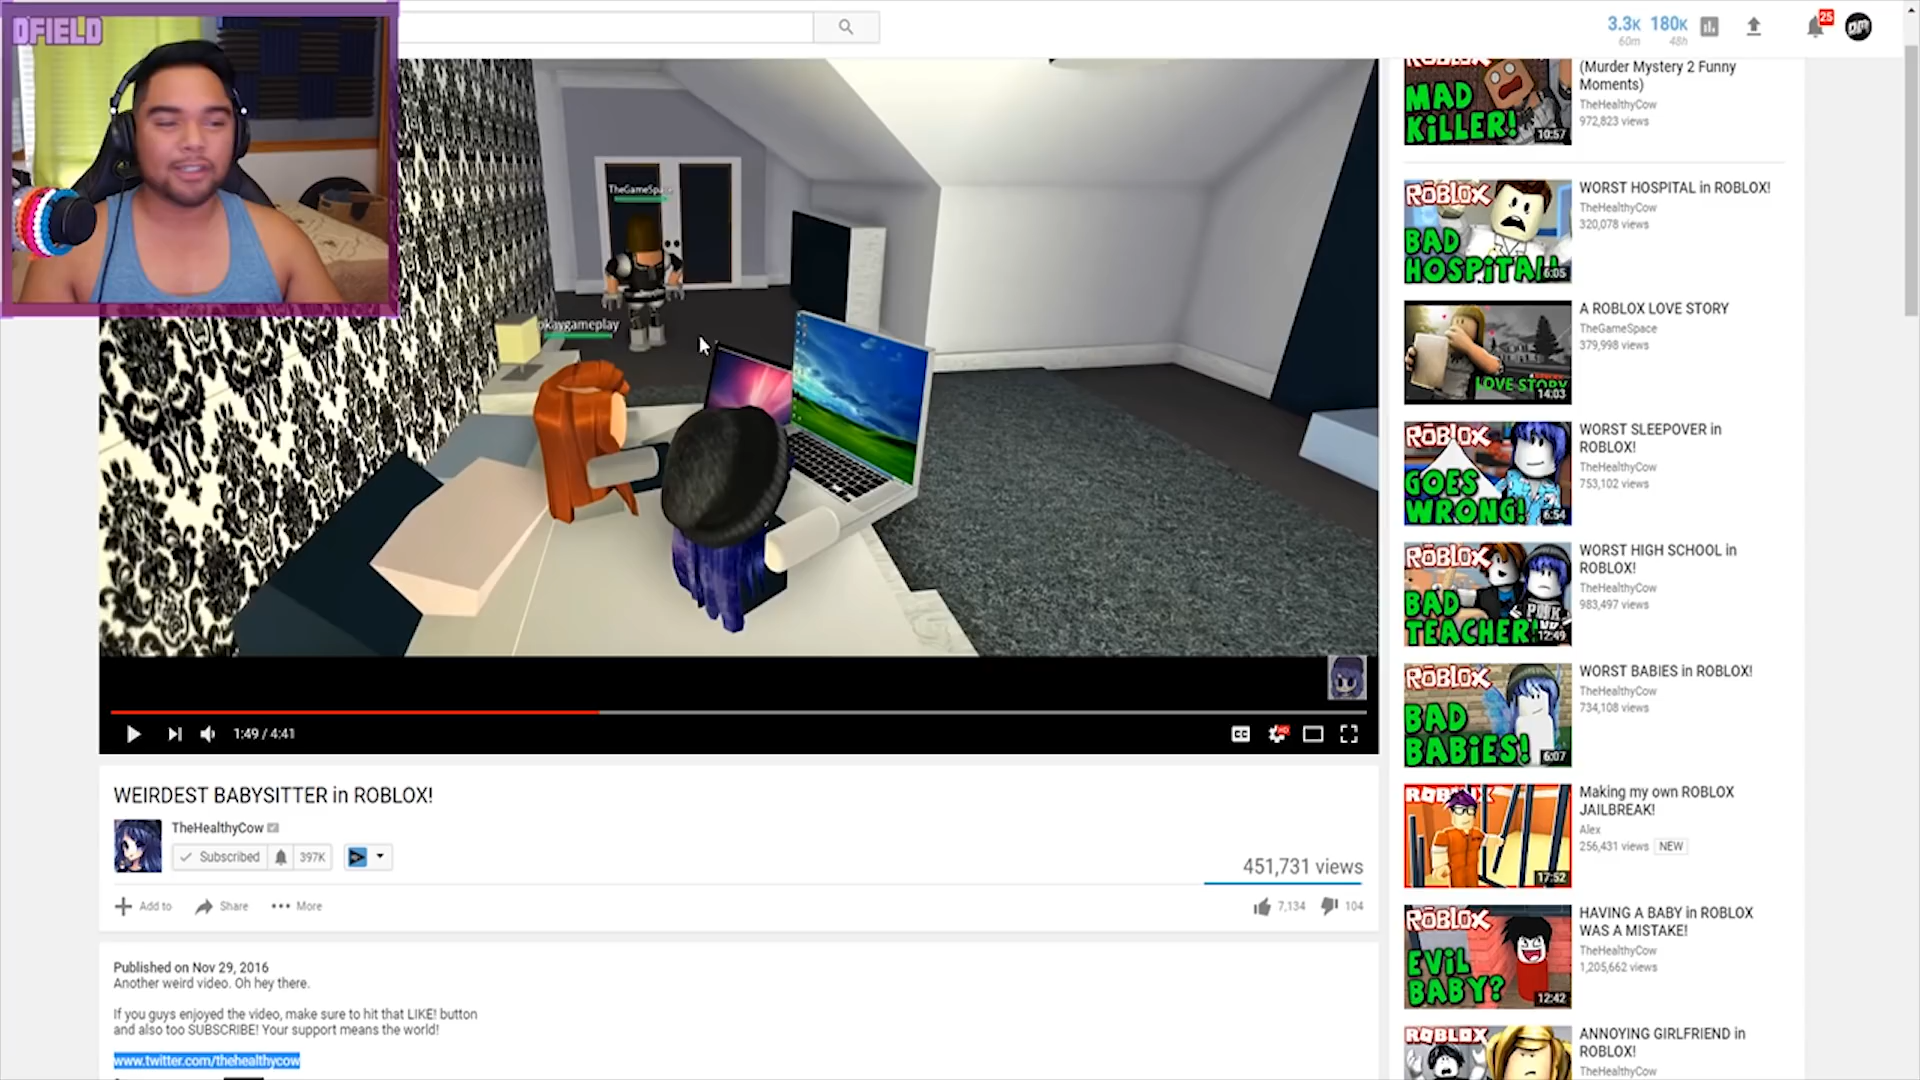 DFIELD
3.3K 180K
60m 48h
25
TheGameSpace
okaygameplay
1:49 / 4:41
CC
HD
WEIRDEST BABYSITTER in ROBLOX!
TheHealthyCow
Subscribed 397K
451,731 views
Add to Share More
7,134 104
Published on Nov 29, 2016
Another weird video. Oh hey there.
If you guys enjoyed the video, make sure to hit that LIKE! button
and also too SUBSCRIBE! Your support means the world!
www.twitter.com/thehealthycow
ROBLOX
MAD
KiLLER!
10:57
(Murder Mystery 2 Funny
Moments)
TheHealthyCow
972,823 views
ROBLOX
BAD
HOSPiTAL!
6:05
WORST HOSPITAL in ROBLOX!
TheHealthyCow
320,078 views
LOVE STORY
14:03
A ROBLOX LOVE STORY
TheGameSpace
379,998 views
ROBLOX
GOES
WRONG!
6:54
WORST SLEEPOVER in
ROBLOX!
TheHealthyCow
753,102 views
ROBLOX
BAD
TEACHER!
PUNK
12:49
WORST HIGH SCHOOL in
ROBLOX!
TheHealthyCow
983,497 views
ROBLOX
BAD
BABiES!
6:07
WORST BABIES in ROBLOX!
TheHealthyCow
734,108 views
17:52
Making my own ROBLOX
JAILBREAK!
Alex
256,431 views NEW
ROBLOX
EViL
BABY?
12:42
HAVING A BABY in ROBLOX
WAS A MISTAKE!
TheHealthyCow
1,205,662 views
ROBLOX
ANNOYING GIRLFRIEND in
ROBLOX!
TheHealthyCow